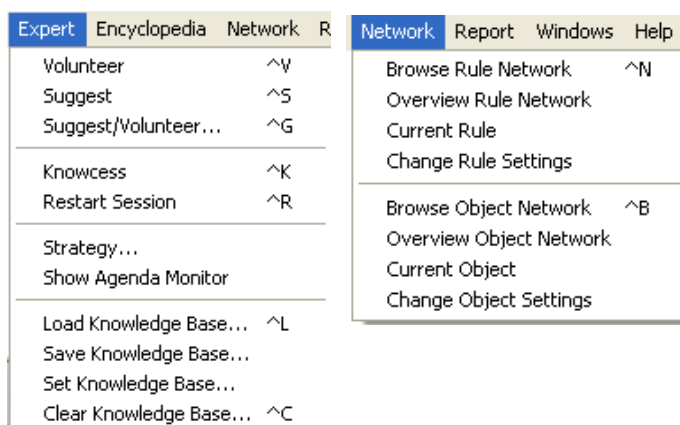 Expert Encyclopedia Network R
Volunteer ^V
Suggest ^S
Suggest/Volunteer... ^G
Knowcess ^K
Restart Session ^R
Strategy...
Show Agenda Monitor
Load Knowledge Base... ^L
Save Knowledge Base...
Set Knowledge Base...
Clear Knowledge Base... ^C
Network Report Windows Help
Browse Rule Network ^N
Overview Rule Network
Current Rule
Change Rule Settings
Browse Object Network ^B
Overview Object Network
Current Object
Change Object Settings